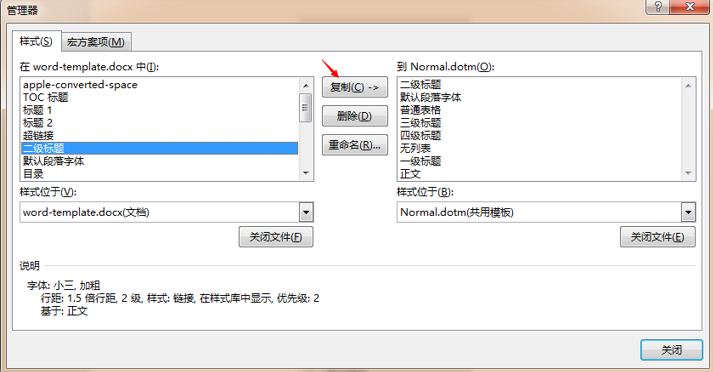 管理器
?
样式(S)
宏方案项(M)
在 word-template.docx 中(I):
apple-converted-space
TOC 标题
标题 1
标题 2
超链接
二级标题
默认段落字体
目录
复制(C) ->
删除(D)
重命名(R)...
到 Normal.dotm(O):
二级标题
默认段落字体
普通表格
三级标题
四级标题
无列表
一级标题
正文
样式位于(V):
word-template.docx(文档)
关闭文件(F)
样式位于(B):
Normal.dotm(共用模板)
关闭文件(E)
说明
字体: 小三, 加粗
行距: 1.5 倍行距, 2 级, 样式: 链接, 在样式库中显示, 优先级: 2
基于: 正文
关闭